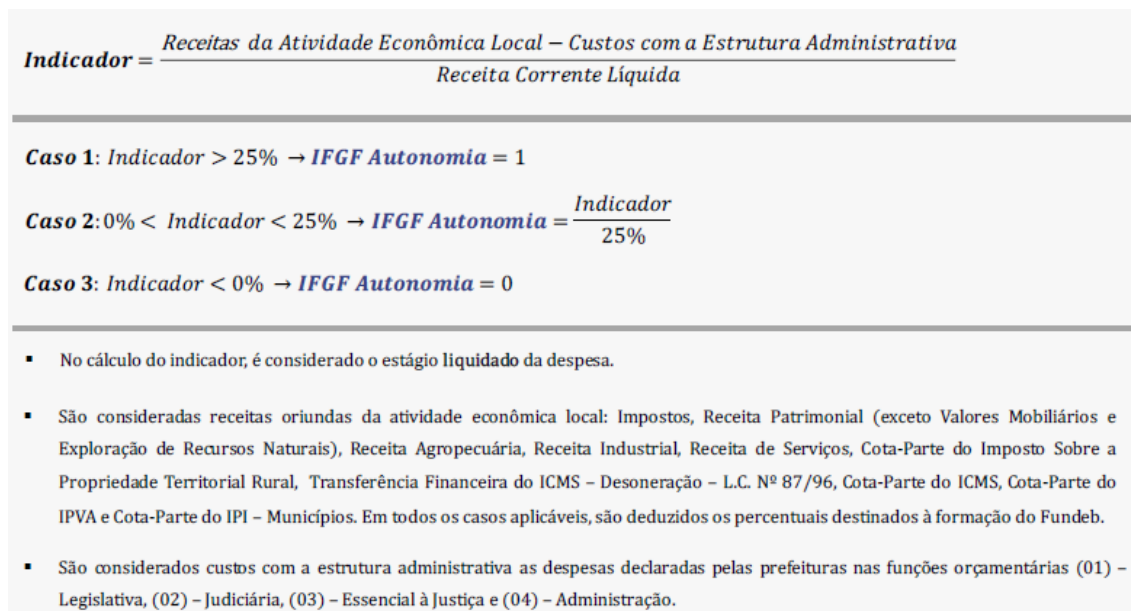 Indicador = Receitas da Atividade Econômica Local − Custos com a Estrutura Administrativa
Receita Corrente Líquida
Caso 1: Indicador > 25% → IFGF Autonomia = 1
Caso 2: 0% < Indicador < 25% → IFGF Autonomia = Indicador
25%
Caso 3: Indicador < 0% → IFGF Autonomia = 0
▪ No cálculo do indicador, é considerado o estágio liquidado da despesa.
▪ São consideradas receitas oriundas da atividade econômica local: Impostos, Receita Patrimonial (exceto Valores Mobiliários e
Exploração de Recursos Naturais), Receita Agropecuária, Receita Industrial, Receita de Serviços, Cota-Parte do Imposto Sobre a
Propriedade Territorial Rural, Transferência Financeira do ICMS – Desoneração – L.C. Nº 87/96, Cota-Parte do ICMS, Cota-Parte do
IPVA e Cota-Parte do IPI – Municípios. Em todos os casos aplicáveis, são deduzidos os percentuais destinados à formação do Fundeb.
▪ São considerados custos com a estrutura administrativa as despesas declaradas pelas prefeituras nas funções orçamentárias (01) –
Legislativa, (02) – Judiciária, (03) – Essencial à Justiça e (04) – Administração.